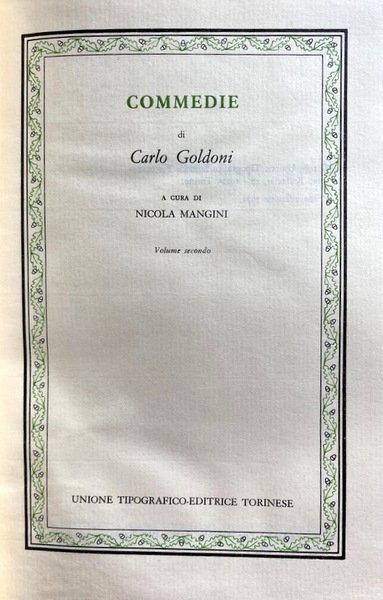 COMMEDIE
di
Carlo Goldoni
A CURA DI
NICOLA MANGINI
Volume secondo
UNIONE TIPOGRAFICO-EDITRICE TORINESE